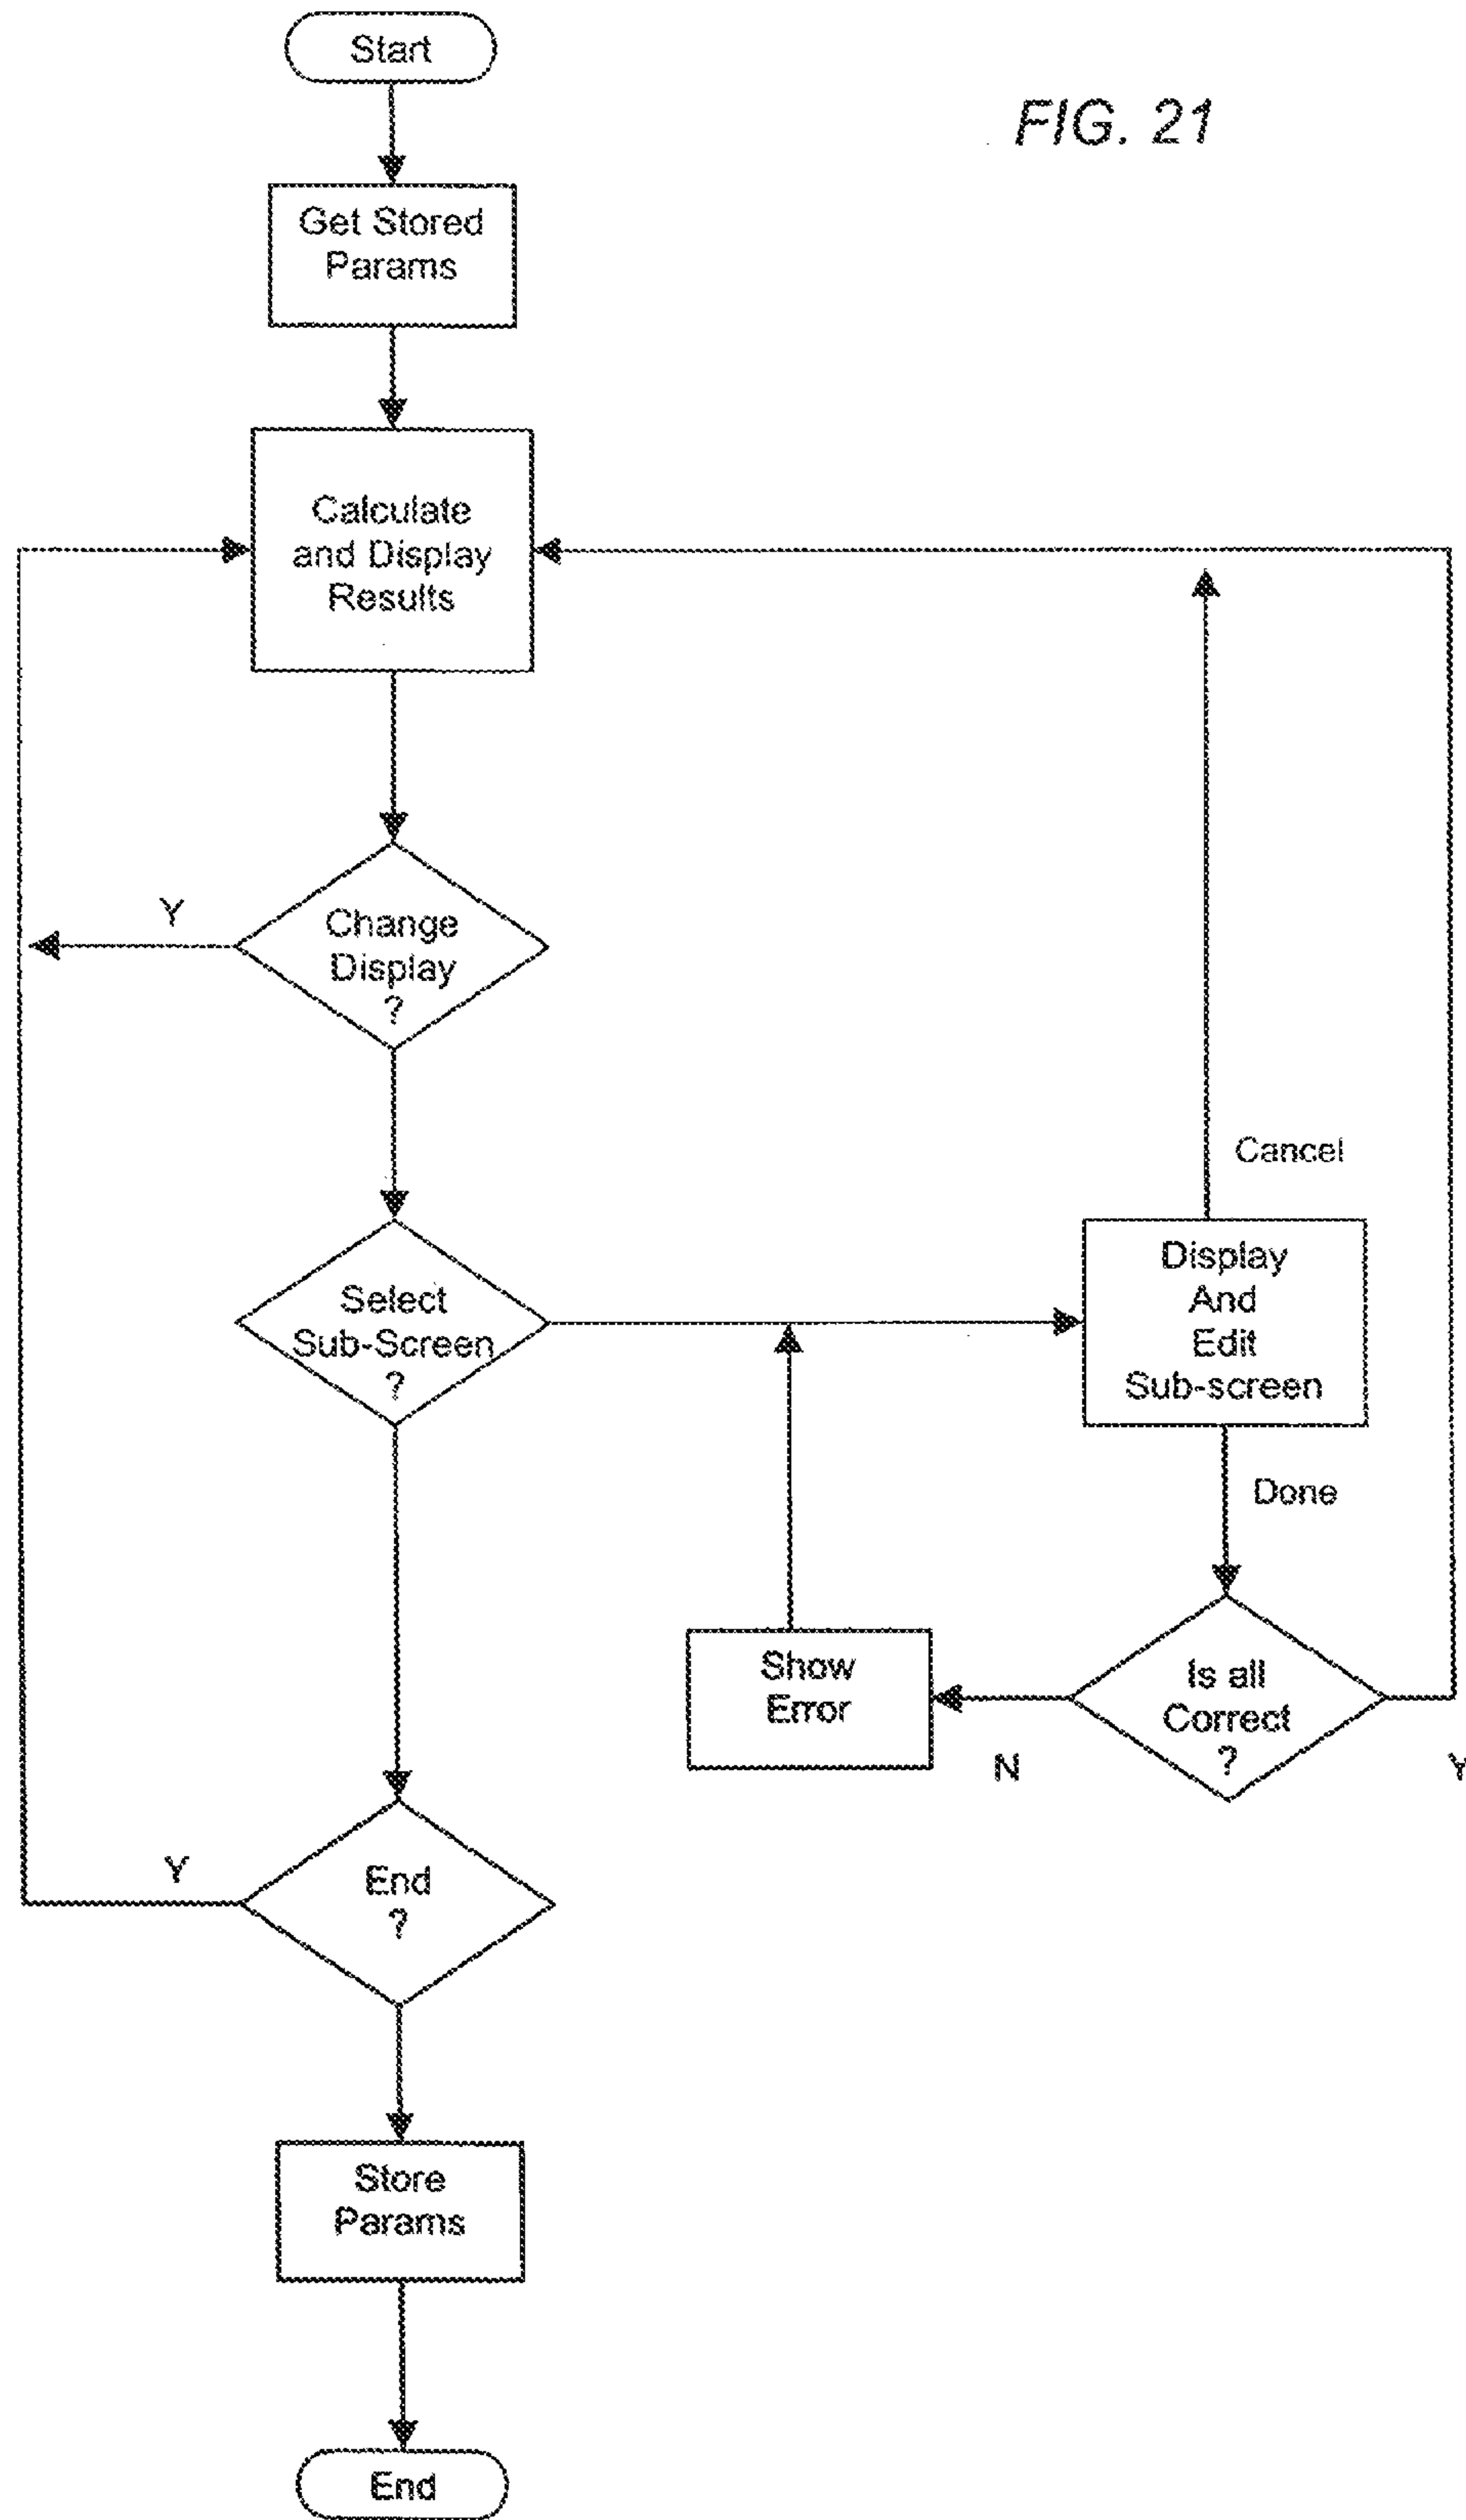 Start
FIG. 21
Get Stored
Params
Calculate
and Display
Results
Y
Change
Display
?
Cancel
Select
Sub-Screen
?
Display
And
Edit
Sub-screen
Done
Show
Error
N
Is all
Correct
?
Y
Y
End
?
Store
Params
End